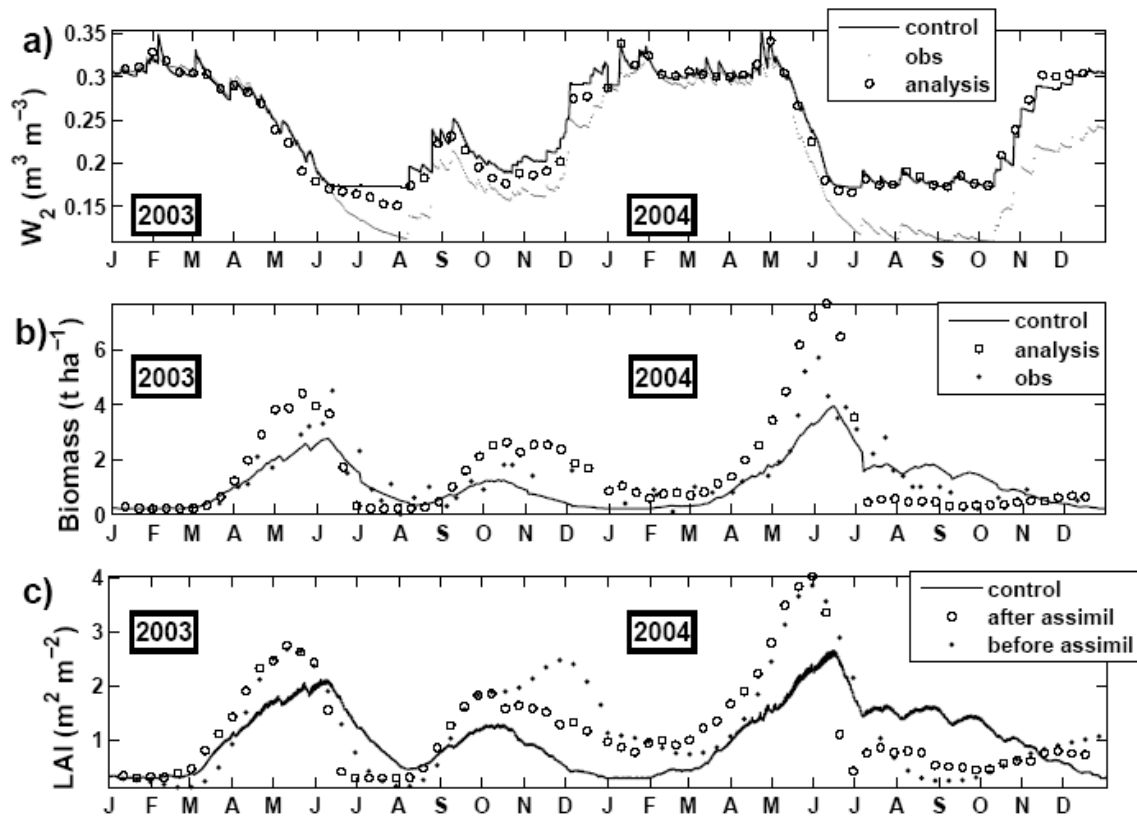 a)
W2 (m3 m−3)
0.35
0.3
0.25
0.2
0.15
control
obs
analysis
2003
2004
J F M A M J J A S O N D J F M A M J J A S O N D
b)
Biomass (t ha−1)
6
4
2
0
control
analysis
obs
2003
2004
J F M A M J J A S O N D J F M A M J J A S O N D
c)
LAI (m2 m−2)
4
3
2
1
control
after assimil
before assimil
2003
2004
J F M A M J J A S O N D J F M A M J J A S O N D